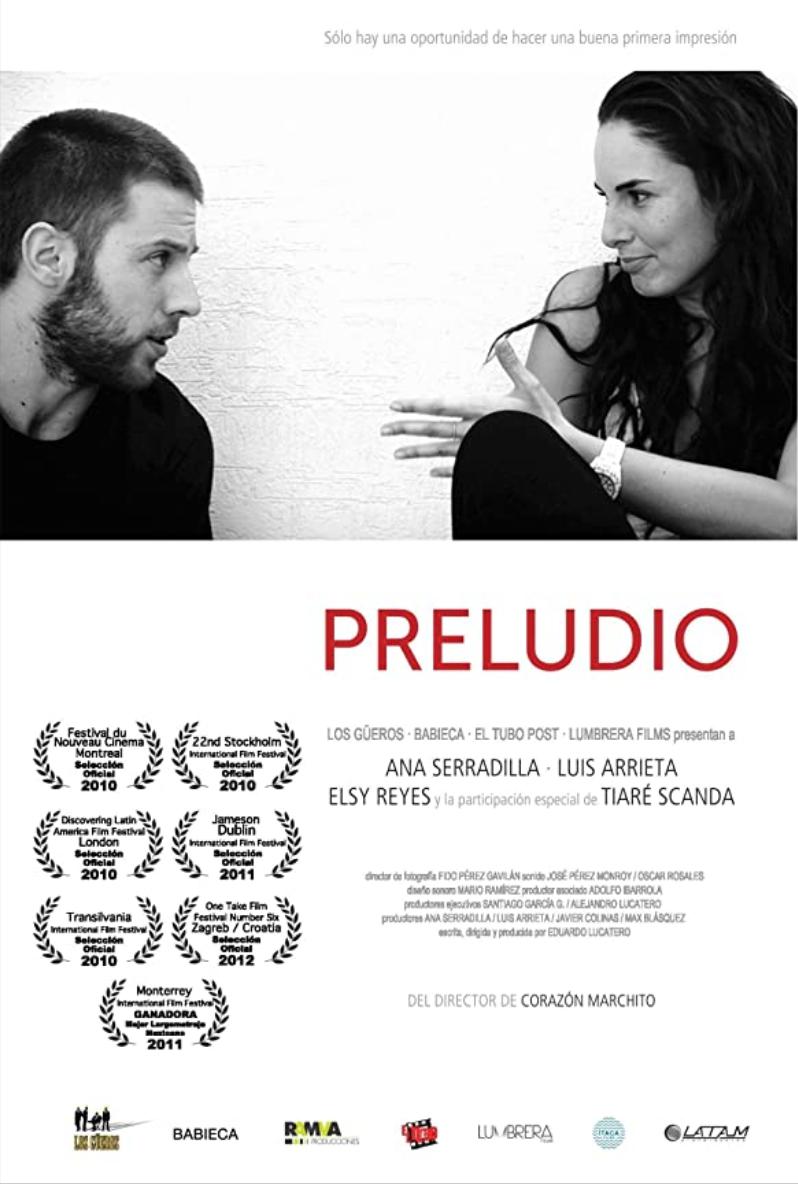 Sólo hay una oportunidad de hacer una buena primera impresión
PRELUDIO
LOS GÜEROS · BABIECA · EL TUBO POST · LUMBRERA FILMS presentan a
ANA SERRADILLA · LUIS ARRIETA
ELSY REYES y la participación especial de TIARÉ SCANDA
director de fotografía FIDO PÉREZ GAVILÁN sonido JOSÉ PÉREZ MONROY / OSCAR ROSALES
diseño sonoro MARIO RAMÍREZ productor asociado ADOLFO IBARROLA
productores ejecutivos SANTIAGO GARCÍA G. / ALEJANDRO LUCATERO
productores ANA SERRADILLA / LUIS ARRIETA / JAVIER COLINAS / MAX BLÁSQUEZ
escrita, dirigida y producida por EDUARDO LUCATERO
DEL DIRECTOR DE CORAZÓN MARCHITO
Festival du
Nouveau Cinema
Montreal
Selección
Oficial
2010
22nd Stockholm
International Film Festival
Selección
Oficial
2010
Discovering Latin
America Film Festival
London
Selección
Oficial
2010
Jameson
Dublin
International Film Festival
Selección
Oficial
2011
Transilvania
International Film Festival
Selección
Oficial
2010
One Take Film
Festival Number Six
Zagreb / Croatia
Selección
Oficial
2012
Monterrey
International Film Festival
GANADORA
Mejor Largometraje
Mexicano
2011
LOS GÜEROS
BABIECA
PRODUCCIONES
LUMBRERA
ITACA
LATAM